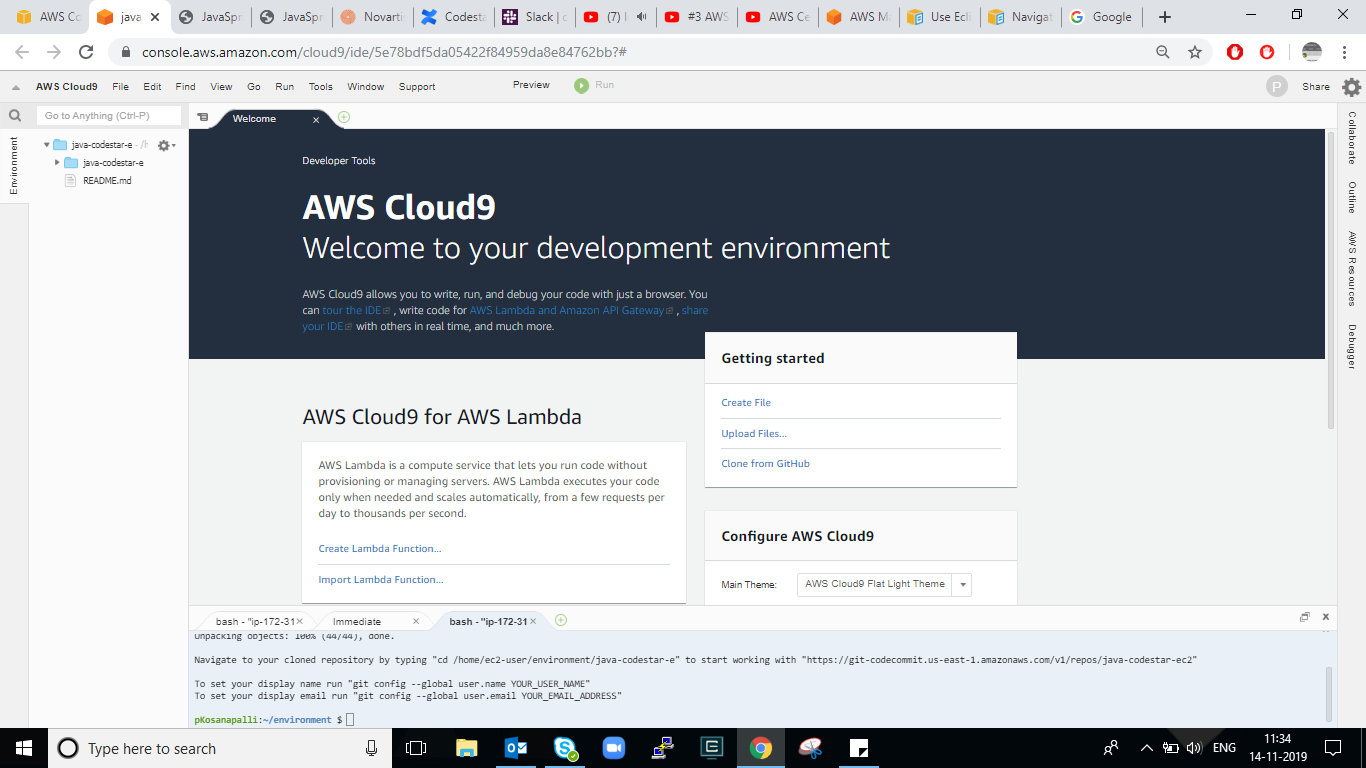 AWS Co
java
JavaSpr
JavaSpr
Novarti
Codesta
Slack |
(7)
#3 AWS
AWS Ce
AWS Ma
Use Ecli
Navigat
Google
console.aws.amazon.com/cloud9/ide/5e78bdf5da05422f84959da8e84762bb?#
AWS Cloud9 File Edit Find View Go Run Tools Window Support Preview Run P Share
Go to Anything (Ctrl-P)
Welcome
Environment
java-codestar-e - /h
java-codestar-e
README.md
Collaborate
Outline
AWS Resources
Debugger
Developer Tools
AWS Cloud9
Welcome to your development environment
AWS Cloud9 allows you to write, run, and debug your code with just a browser. You
can tour the IDE , write code for AWS Lambda and Amazon API Gateway , share
your IDE with others in real time, and much more.
Getting started
Create File
Upload Files...
Clone from GitHub
AWS Cloud9 for AWS Lambda
AWS Lambda is a compute service that lets you run code without
provisioning or managing servers. AWS Lambda executes your code
only when needed and scales automatically, from a few requests per
day to thousands per second.
Create Lambda Function...
Import Lambda Function...
Configure AWS Cloud9
Main Theme: AWS Cloud9 Flat Light Theme
bash - "ip-172-31 Immediate bash - "ip-172-31
Unpacking objects: 100% (44/44), done.
Navigate to your cloned repository by typing "cd /home/ec2-user/environment/java-codestar-e" to start working with "https://git-codecommit.us-east-1.amazonaws.com/v1/repos/java-codestar-ec2"
To set your display name run "git config --global user.name YOUR_USER_NAME"
To set your display email run "git config --global user.email YOUR_EMAIL_ADDRESS"
pKosanapalli:~/environment $
Type here to search
ENG
11:34
14-11-2019